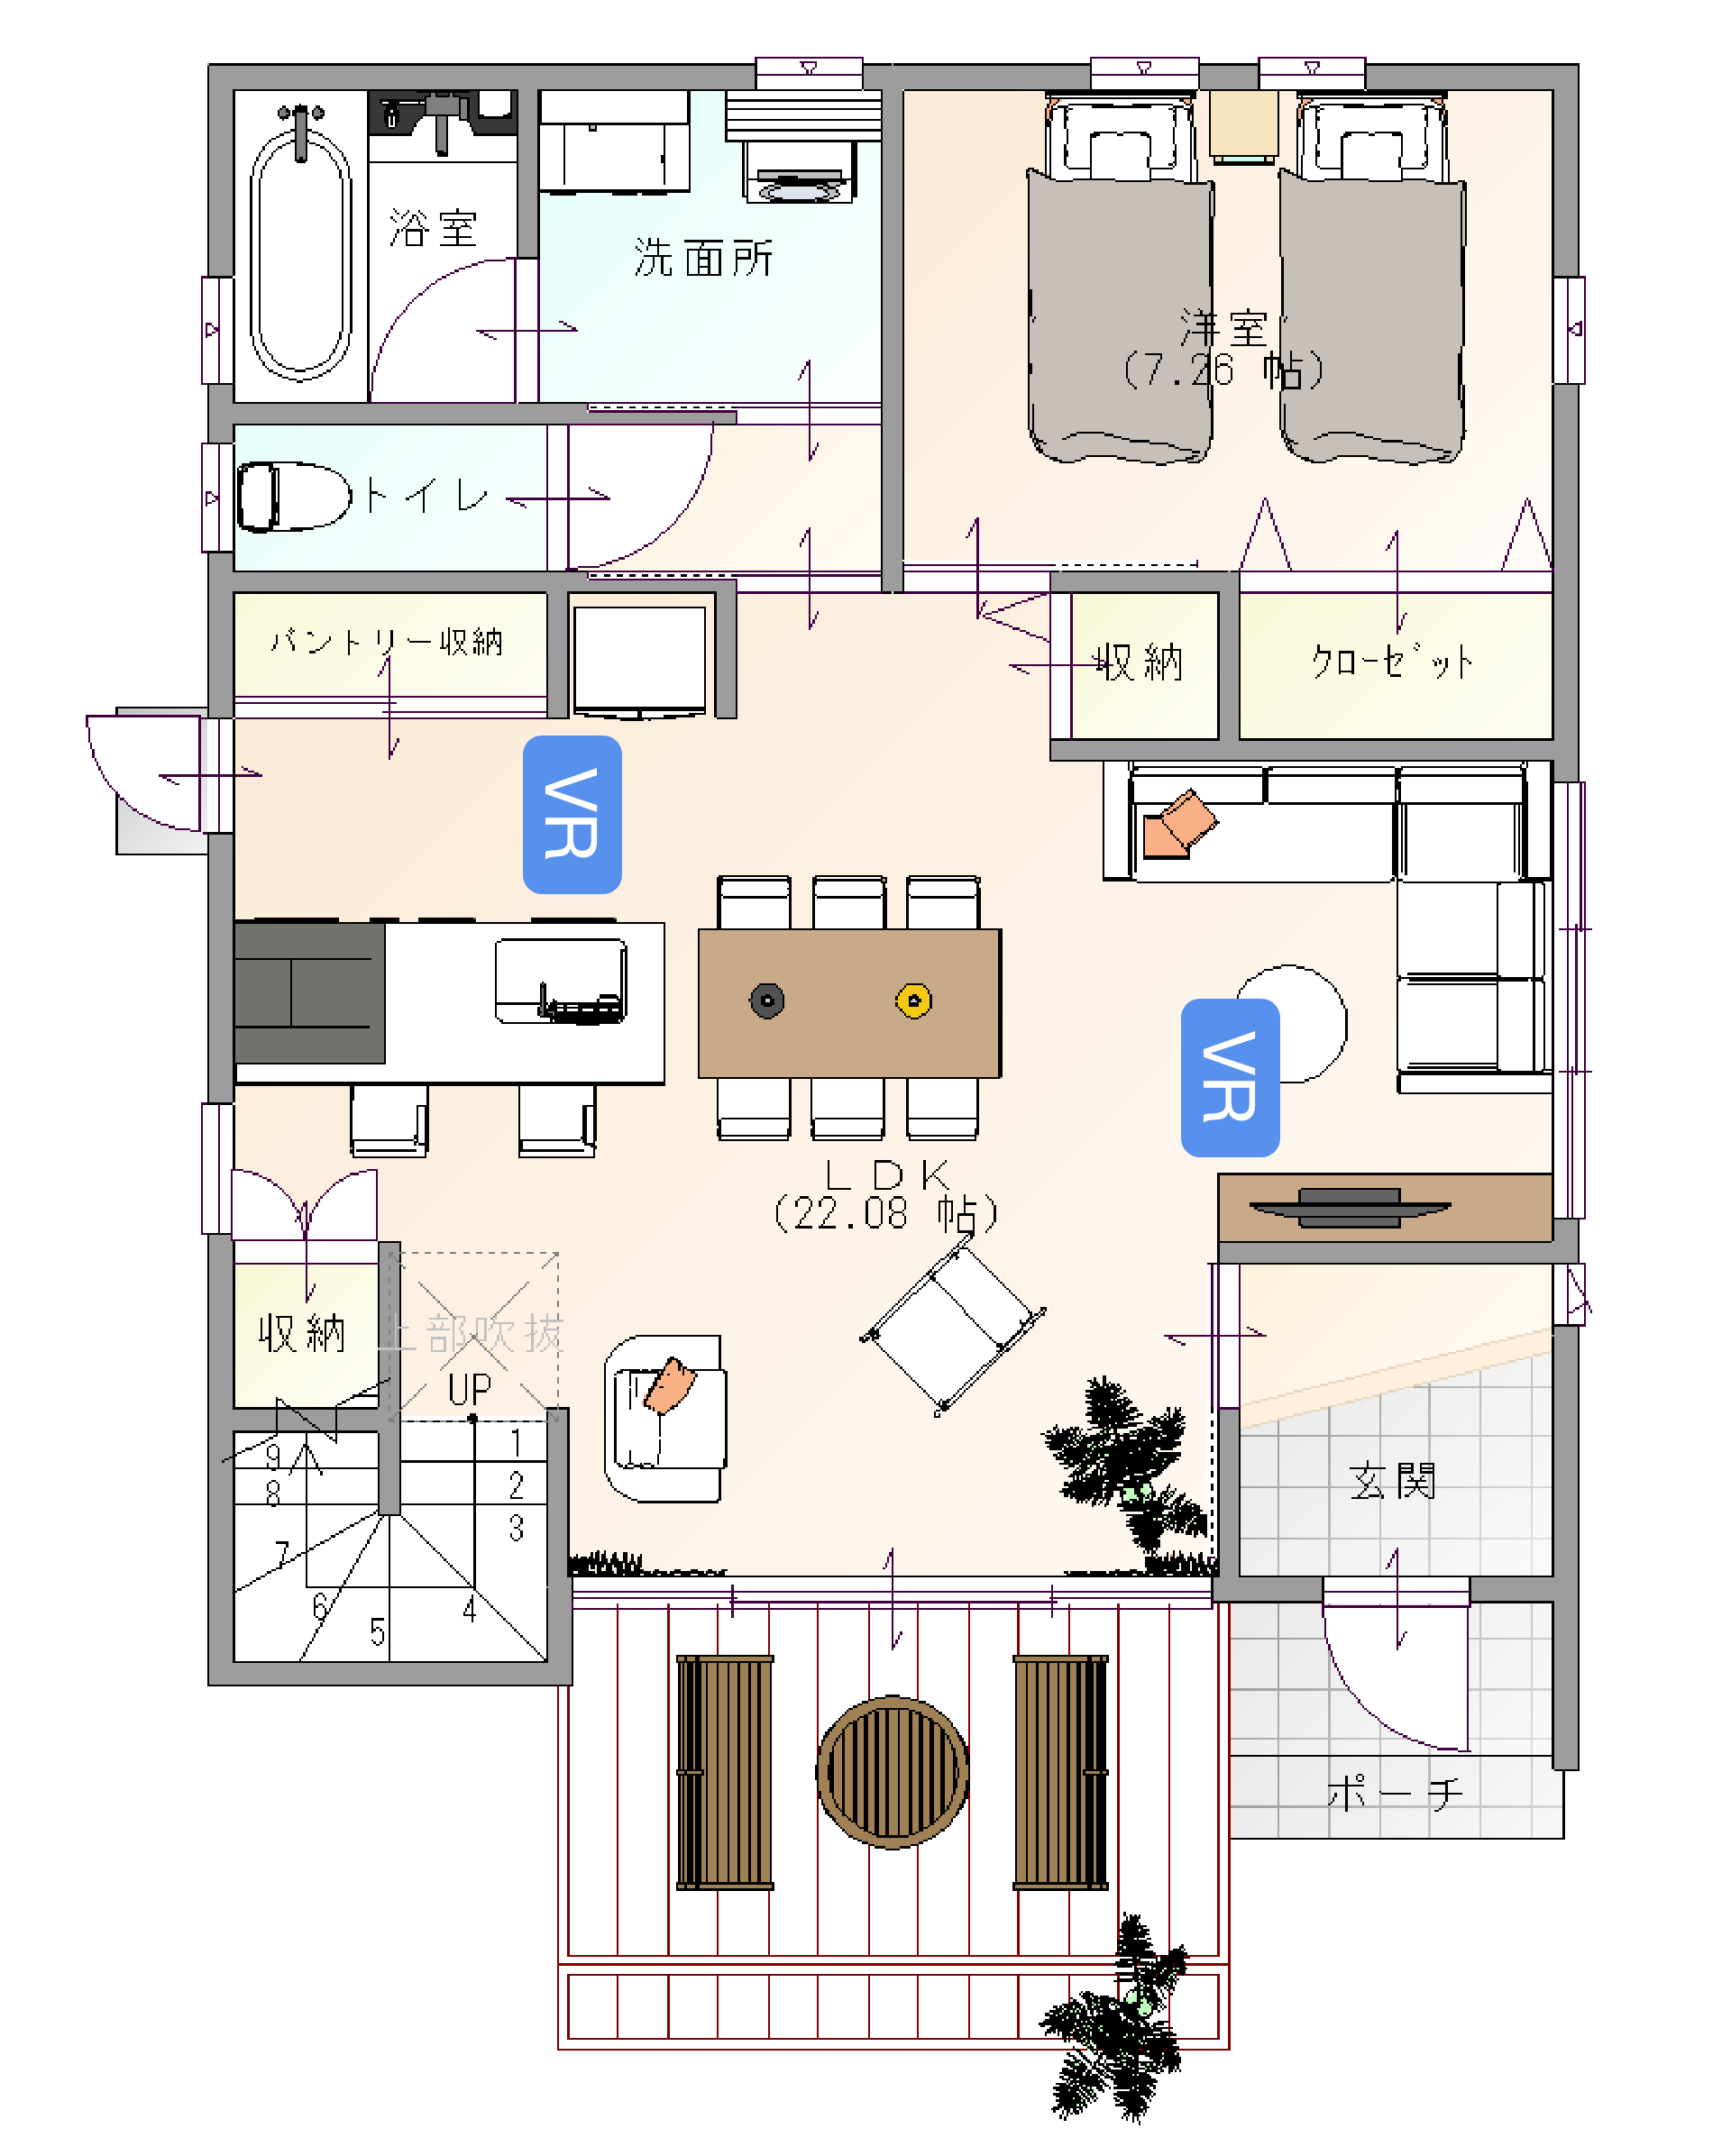 浴室
洗面所
洋室
(7.26 帖)
トイレ
パントリー収納
収納
クローゼット
VR
VR
LDK
(22.08 帖)
収納
上部吹抜
UP
1
2
3
4
5
6
7
8
9
玄関
ポーチ